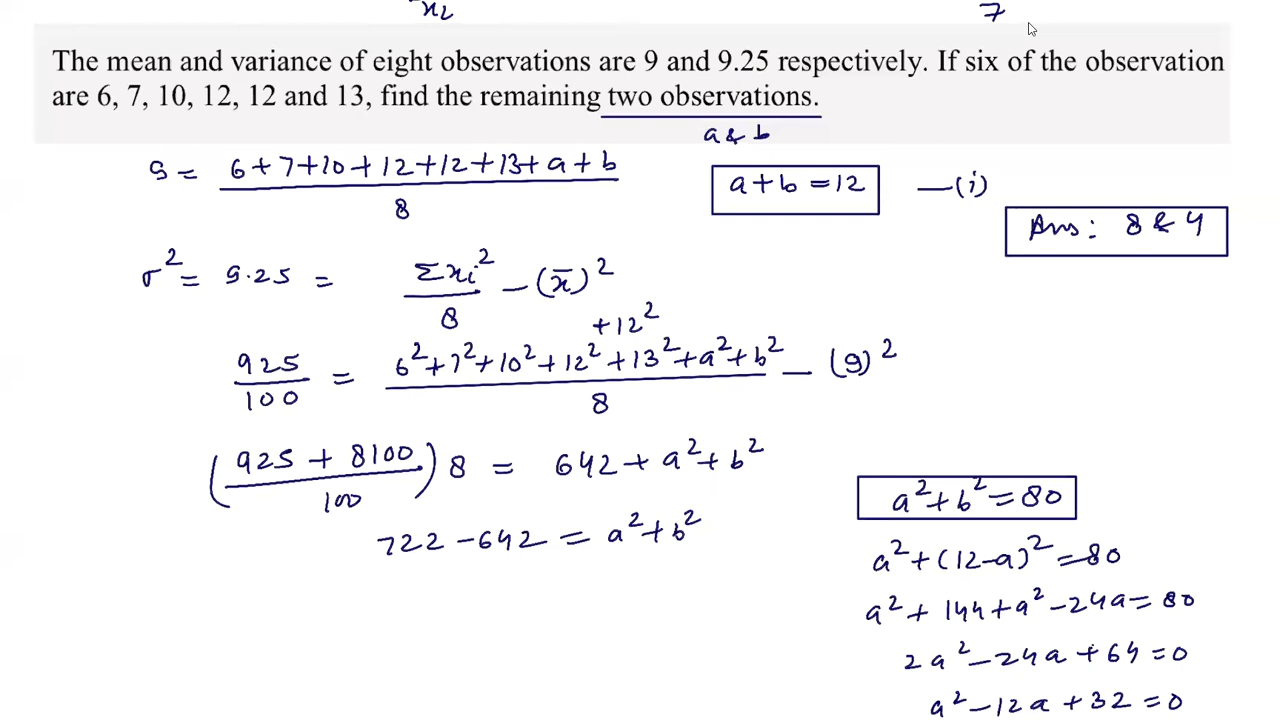 x₂
7
The mean and variance of eight observations are 9 and 9.25 respectively. If six of the observation
are 6, 7, 10, 12, 12 and 13, find the remaining two observations.
a & b
9 = (6+7+10+12+12+13+a+b)/8
a+b = 12 —(i)
Ans: 8 & 4
σ² = 9.25 = Σxi²/8 − (x̄)²
+12²
925/100 = (6²+7²+10²+12²+13²+a²+b²)/8 − (9)²
((925 + 8100)/100) 8 = 642 + a² + b²
a²+b² = 80
722 − 642 = a² + b²
a² + (12−a)² = 80
a² + 144 + a² − 24a = 80
2a² − 24a + 64 = 0
a² − 12a + 32 = 0